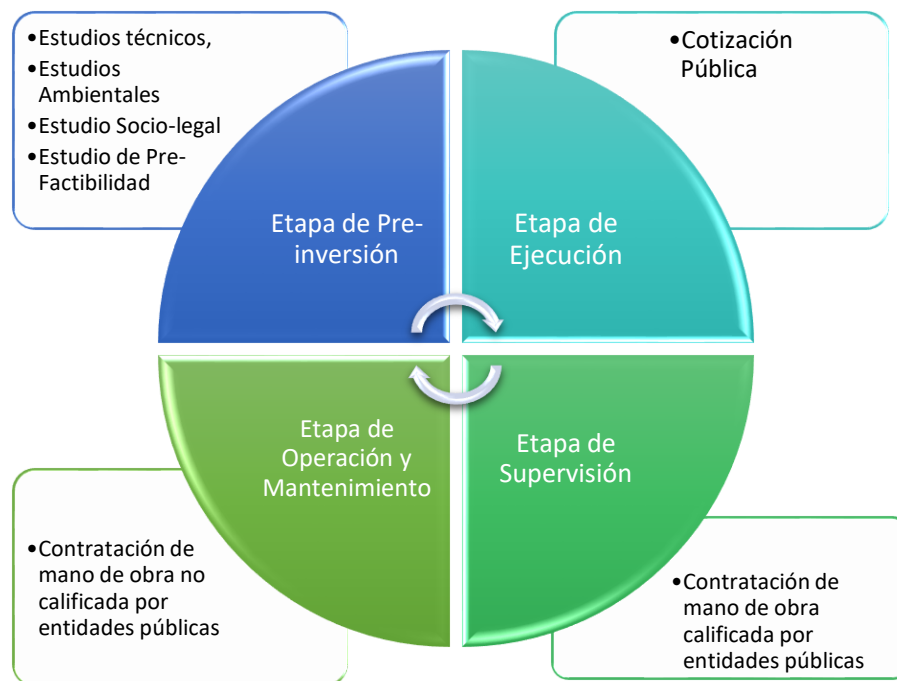 •Estudios técnicos,
•Estudios
Ambientales
•Estudio Socio-legal
•Estudio de Pre-
Factibilidad
•Cotización
Pública
Etapa de Pre-
inversión
Etapa de
Ejecución
Etapa de
Operación y
Mantenimiento
Etapa de
Supervisión
•Contratación de
mano de obra no
calificada por
entidades públicas
•Contratación de
mano de obra
calificada por
entidades públicas